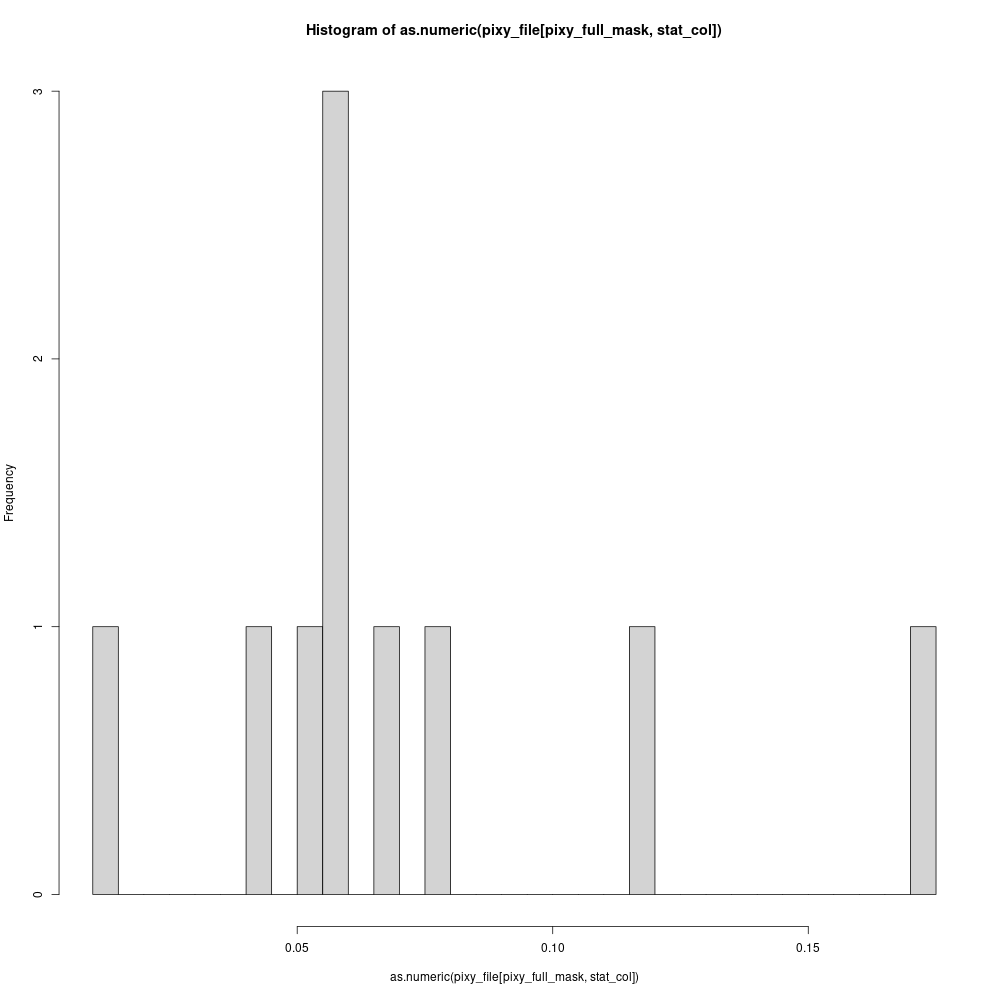 Histogram of as.numeric(pixy_file[pixy_full_mask, stat_col])
3
2
1
0
Frequency
0.05 0.10 0.15
as.numeric(pixy_file[pixy_full_mask, stat_col])